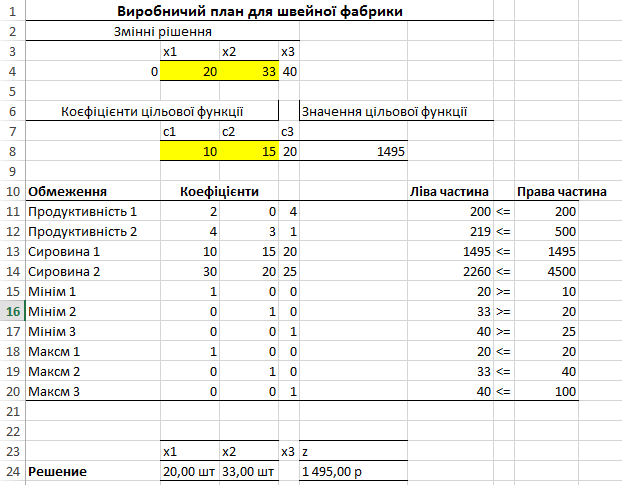 1 Виробничий план для швейної фабрики
2 Змінні рішення
3 x1 x2 x3
4 0 20 33 40
5
6 Коєфіцієнти цільової функції Значення цільової функції
7 c1 c2 c3
8 10 15 20 1495
9
10 Обмеження Коефіцієнти Ліва частина Права частина
11 Продуктивність 1 2 0 4 200 <= 200
12 Продуктивність 2 4 3 1 219 <= 500
13 Сировина 1 10 15 20 1495 <= 1495
14 Сировина 2 30 20 25 2260 <= 4500
15 Мінім 1 1 0 0 20 >= 10
16 Мінім 2 0 1 0 33 >= 20
17 Мінім 3 0 0 1 40 >= 25
18 Максм 1 1 0 0 20 <= 20
19 Максм 2 0 1 0 33 <= 40
20 Максм 3 0 0 1 40 <= 100
21
22
23 x1 x2 x3 z
24 Решение 20,00 шт 33,00 шт 1 495,00 р